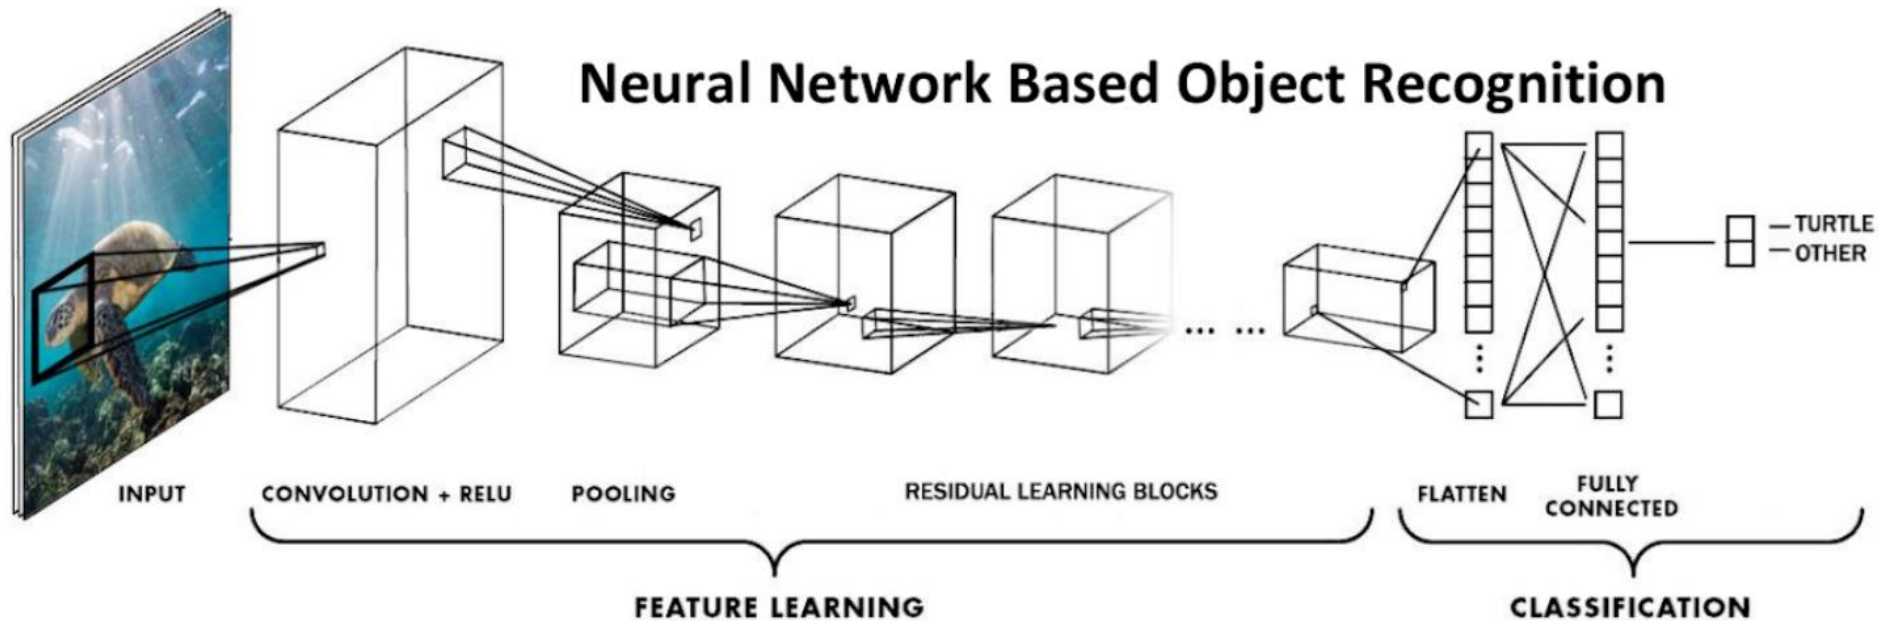 Neural Network Based Object Recognition
TURTLE
OTHER
INPUT
CONVOLUTION + RELU
POOLING
RESIDUAL LEARNING BLOCKS
FLATTEN
FULLY
CONNECTED
FEATURE LEARNING
CLASSIFICATION